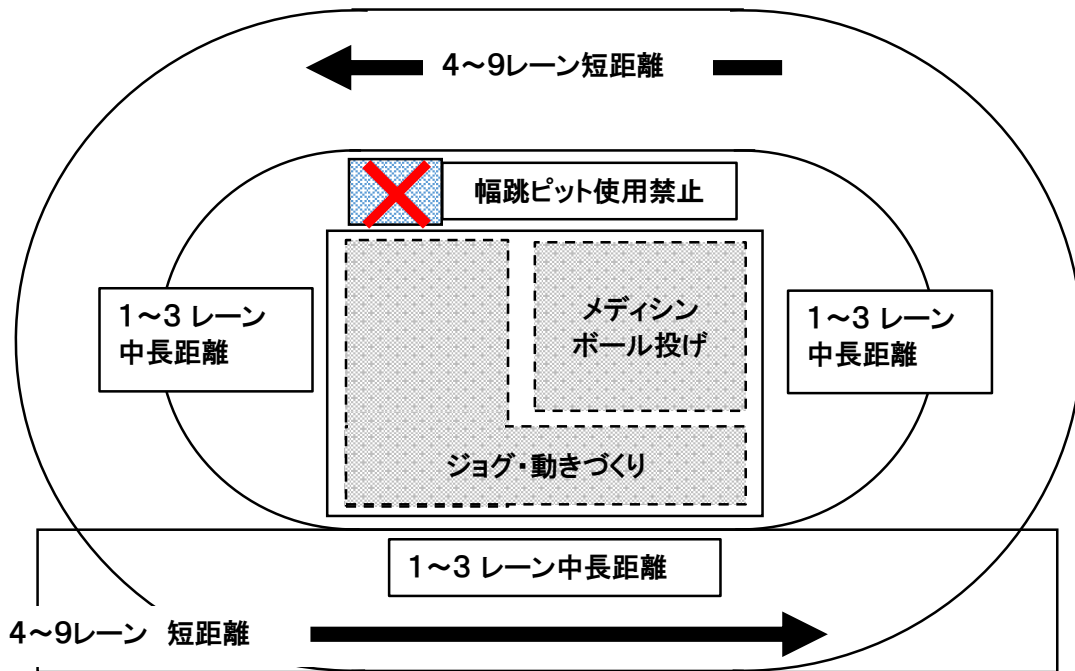 4～9レーン短距離
幅跳ピット使用禁止
1～3 レーン
中長距離
メディシン
ボール投げ
1～3 レーン
中長距離
ジョグ・動きづくり
1～3 レーン中長距離
4～9レーン　短距離